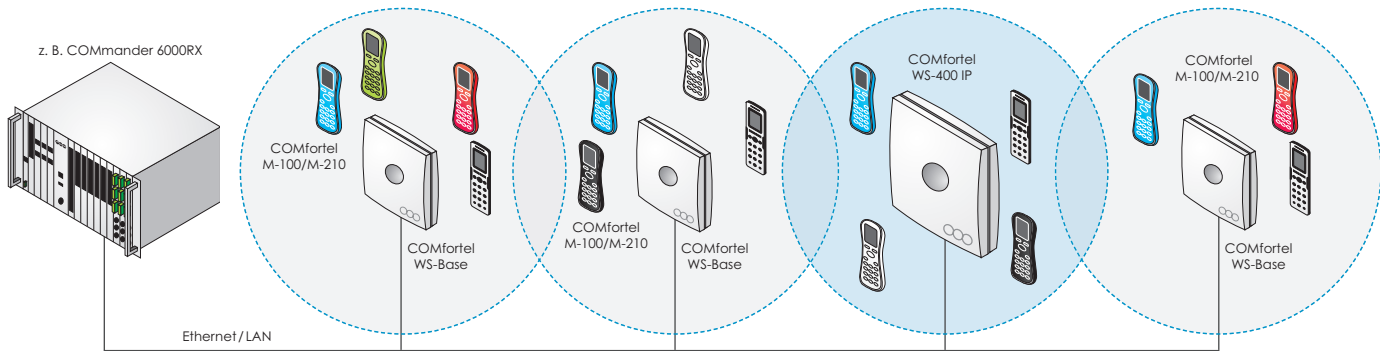 z. B. COMmander 6000RX
COMfortel
M-100/M-210
COMfortel
WS-Base
COMfortel
M-100/M-210
COMfortel
WS-Base
COMfortel
WS-400 IP
COMfortel
M-100/M-210
COMfortel
WS-Base
Ethernet/LAN